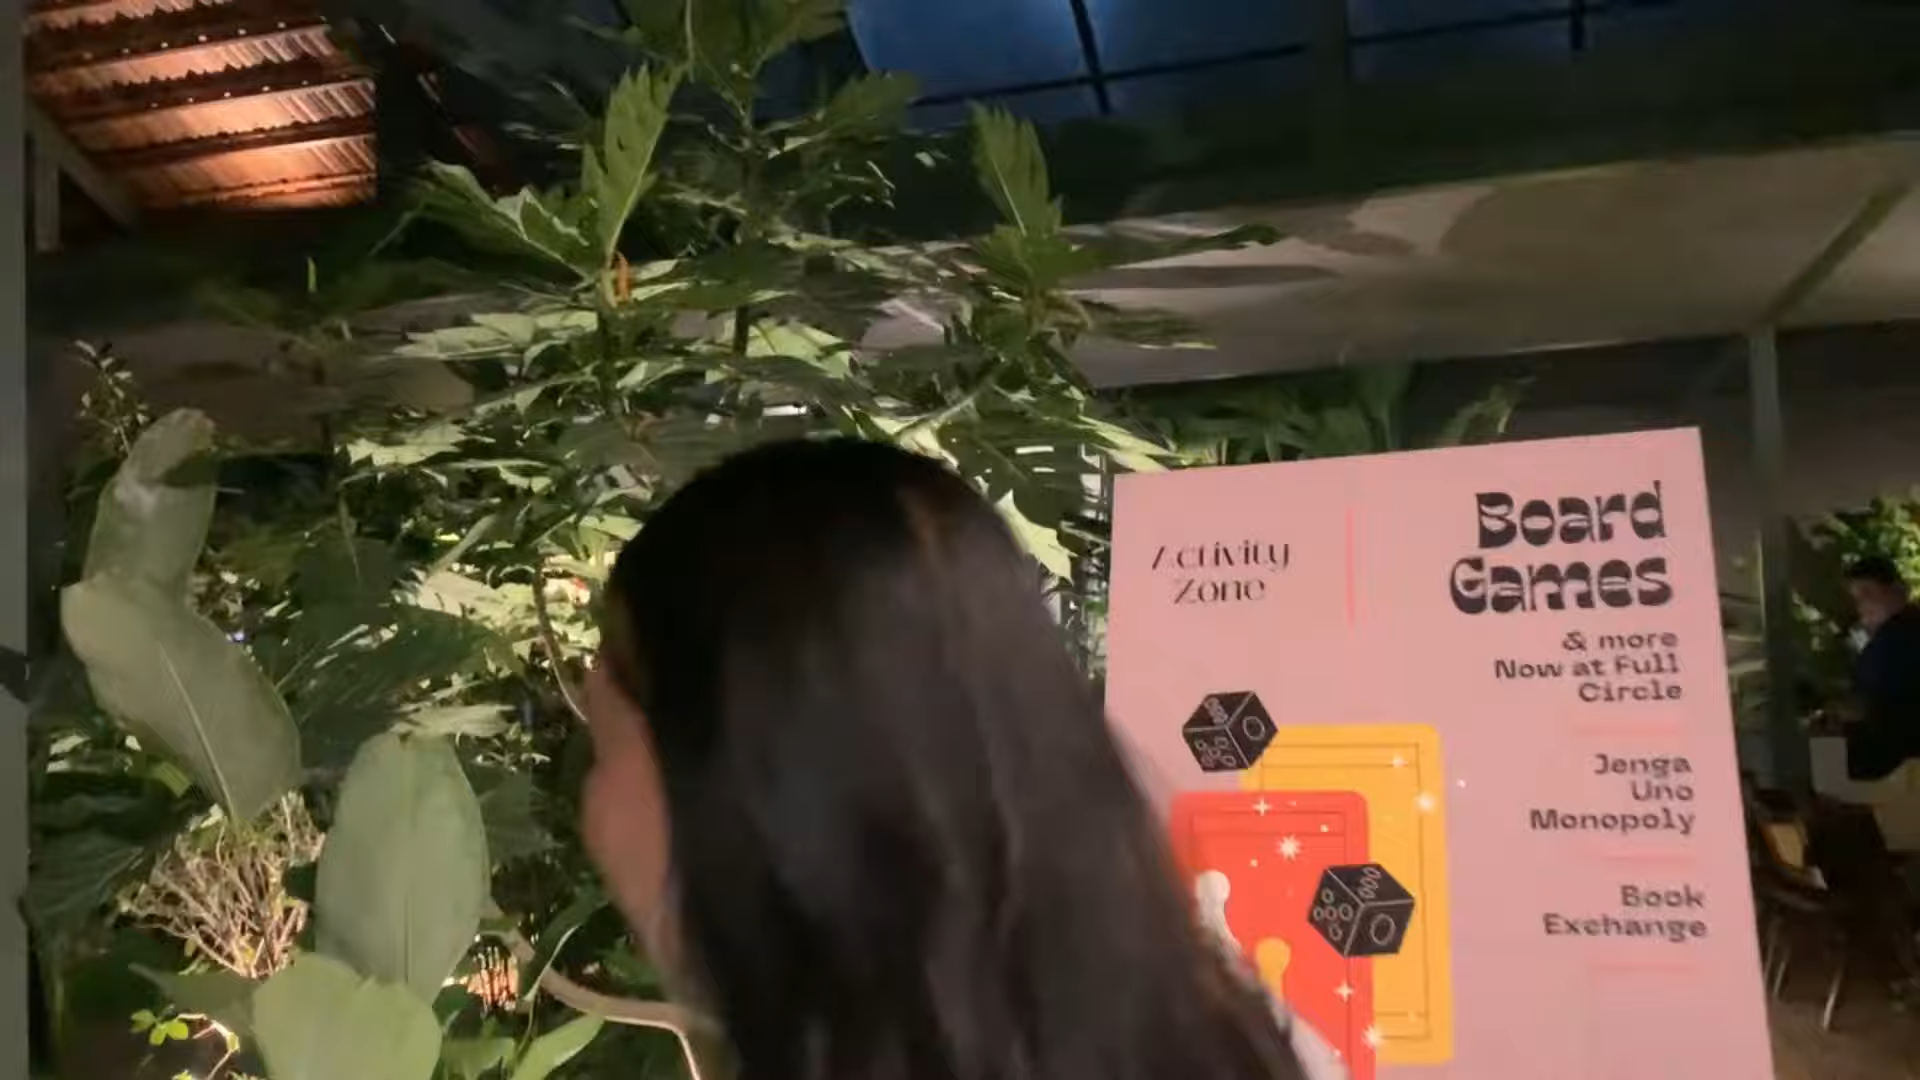 Activity
Zone
Board
Games
& more
Now at Full
Circle
Jenga
Uno
Monopoly
Book
Exchange